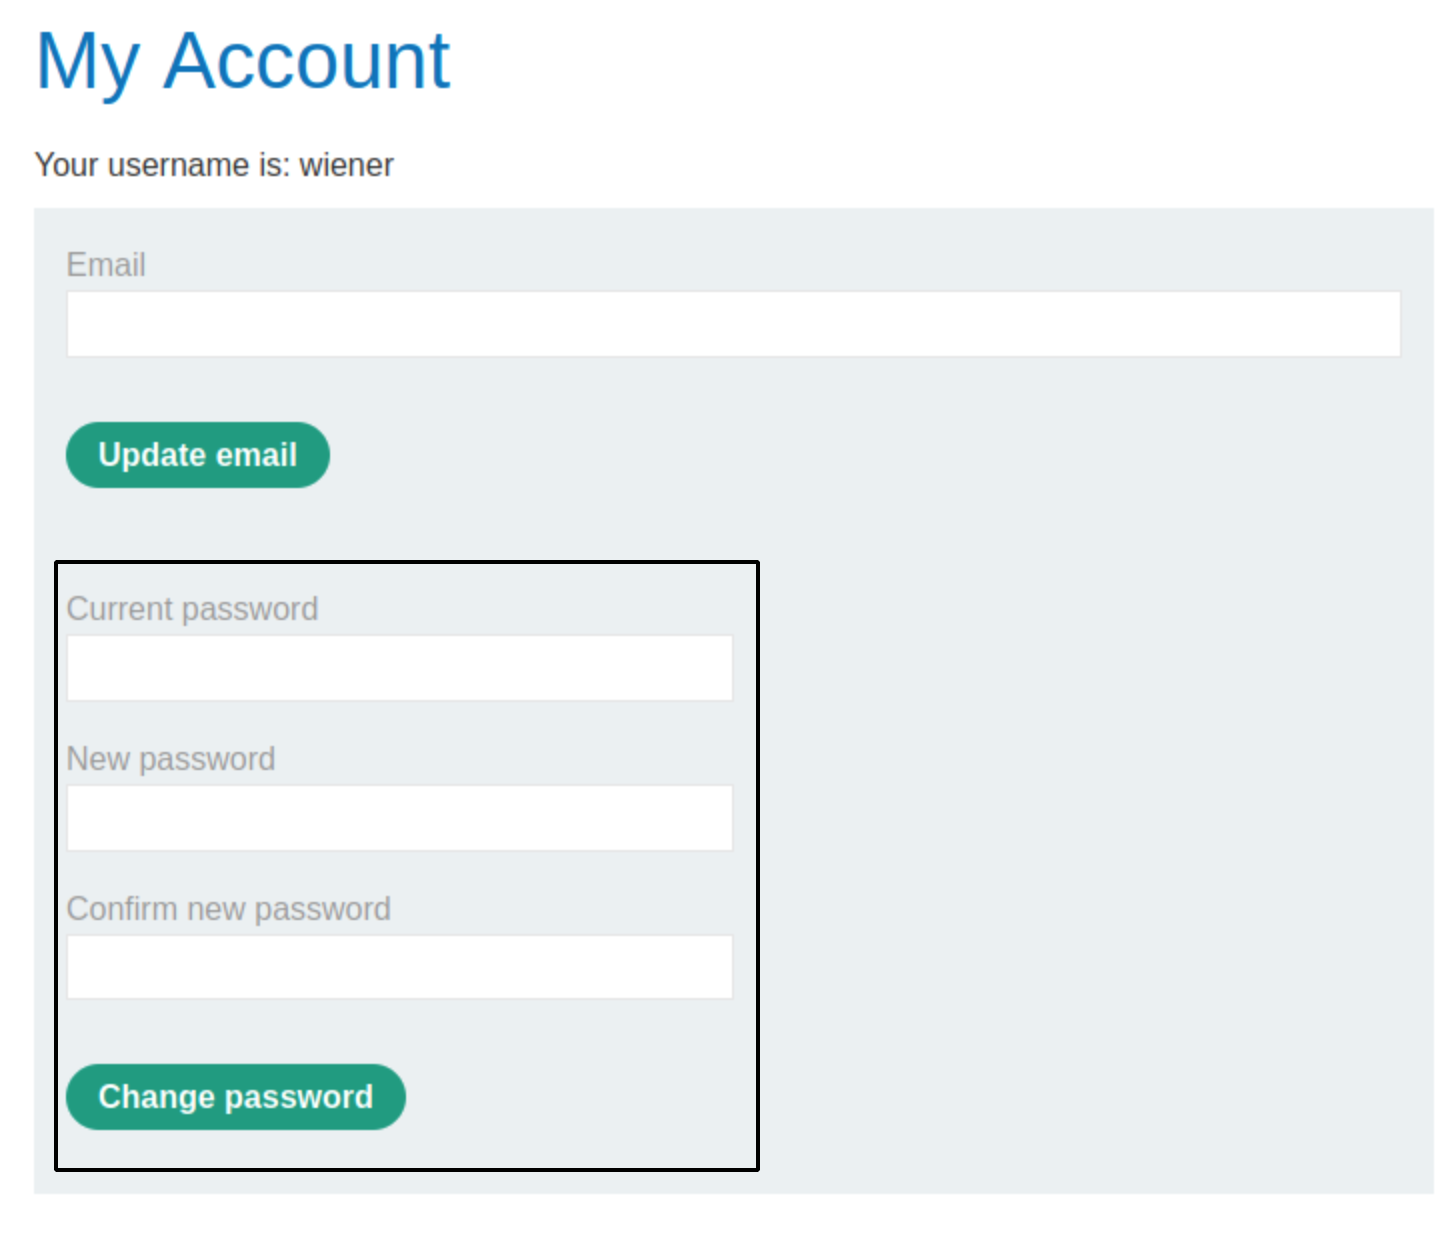 My Account
Your username is: wiener
Email
Update email
Current password
New password
Confirm new password
Change password